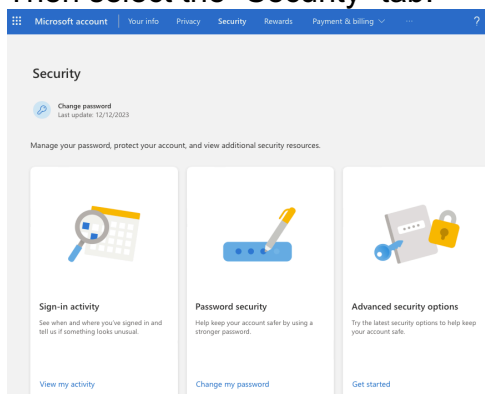 Then select the "Security" tab.
Microsoft account Your info Privacy Security Rewards Payment & billing ... ?
Security
Change password
Last update: 12/12/2023
Manage your password, protect your account, and view additional security resources.
Sign-in activity
See when and where you've signed in and
tell us if something looks unusual.
View my activity
Password security
Help keep your account safer by using a
stronger password.
Change my password
Advanced security options
Try the latest security options to help keep
your account safe.
Get started